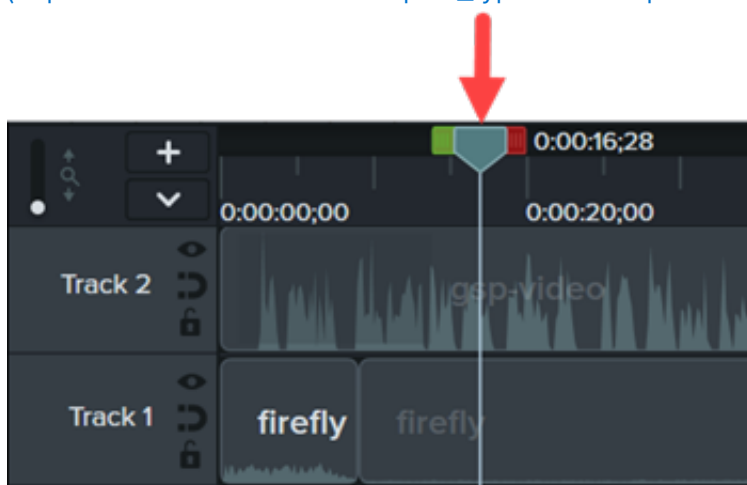 0:00:16;28
+
0:00:00;00 0:00:20;00
Track 2
gsp-video
Track 1
firefly firefly